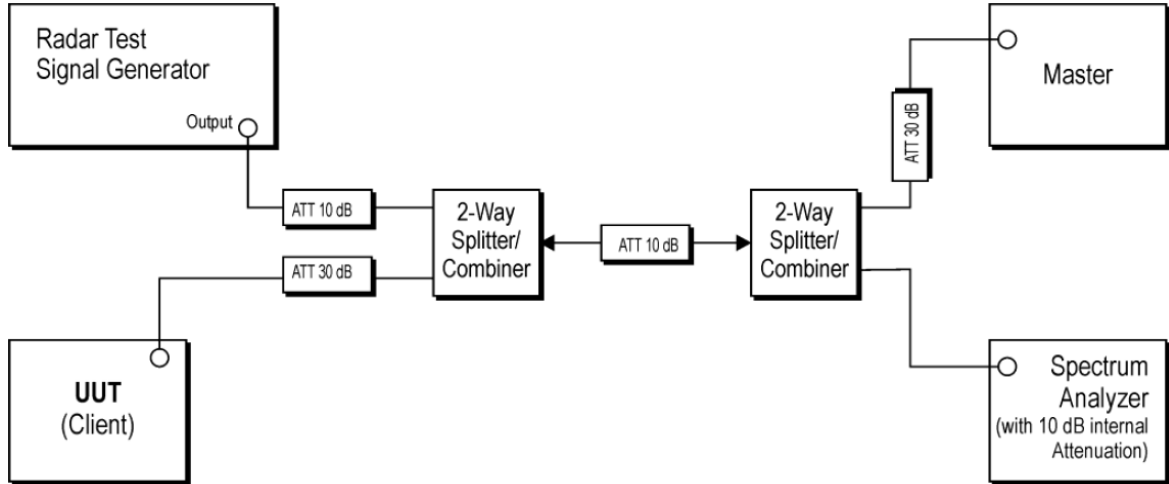 Radar Test
Signal Generator
Output
ATT 10 dB
ATT 30 dB
UUT
(Client)
2-Way
Splitter/
Combiner
ATT 10 dB
2-Way
Splitter/
Combiner
ATT 30 dB
Master
Spectrum
Analyzer
(with 10 dB internal
Attenuation)